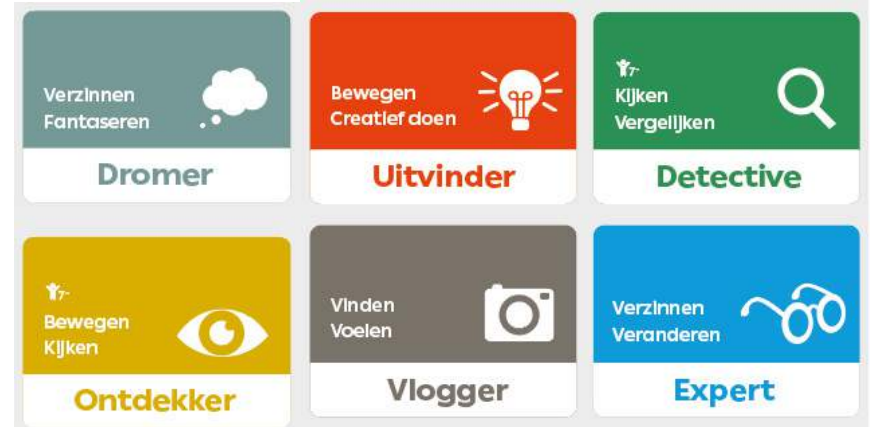 Verzinnen
Fantaseren
Dromer
Bewegen
Creatief doen
Uitvinder
7-
Kijken
Vergelijken
Detective
7-
Bewegen
Kijken
Ontdekker
Vinden
Voelen
Vlogger
Verzinnen
Veranderen
Expert